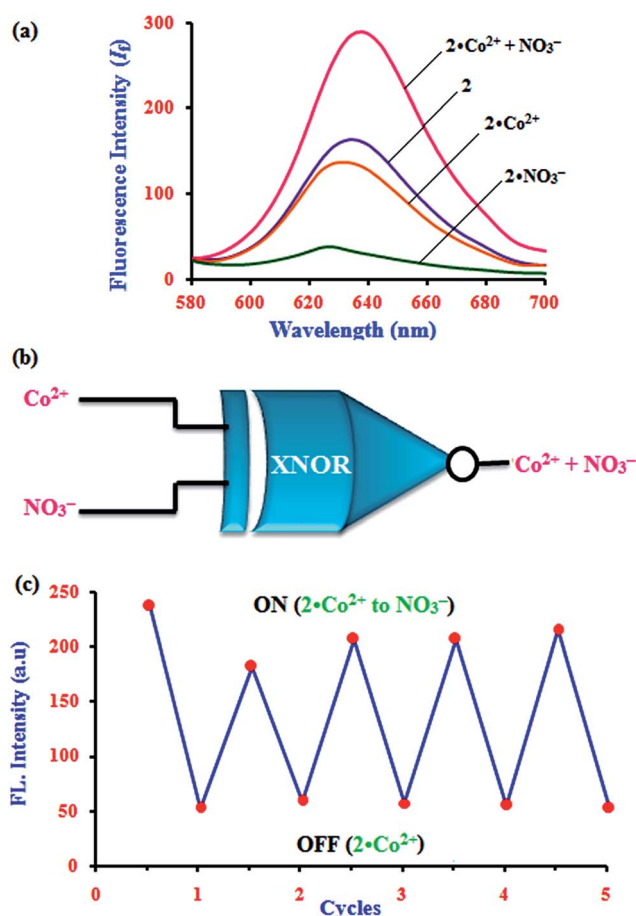 (a)
Fluorescence Intensity (If)
300
200
100
0
2•Co²⁺ + NO₃⁻
2
2•Co²⁺
2•NO₃⁻
580 600 620 640 660 680 700
Wavelength (nm)
(b)
Co²⁺
NO₃⁻
XNOR
Co²⁺ + NO₃⁻
(c)
FL. Intensity (a.u)
250
200
150
100
50
0
ON (2•Co²⁺ to NO₃⁻)
OFF (2•Co²⁺)
0 1 2 3 4 5
Cycles